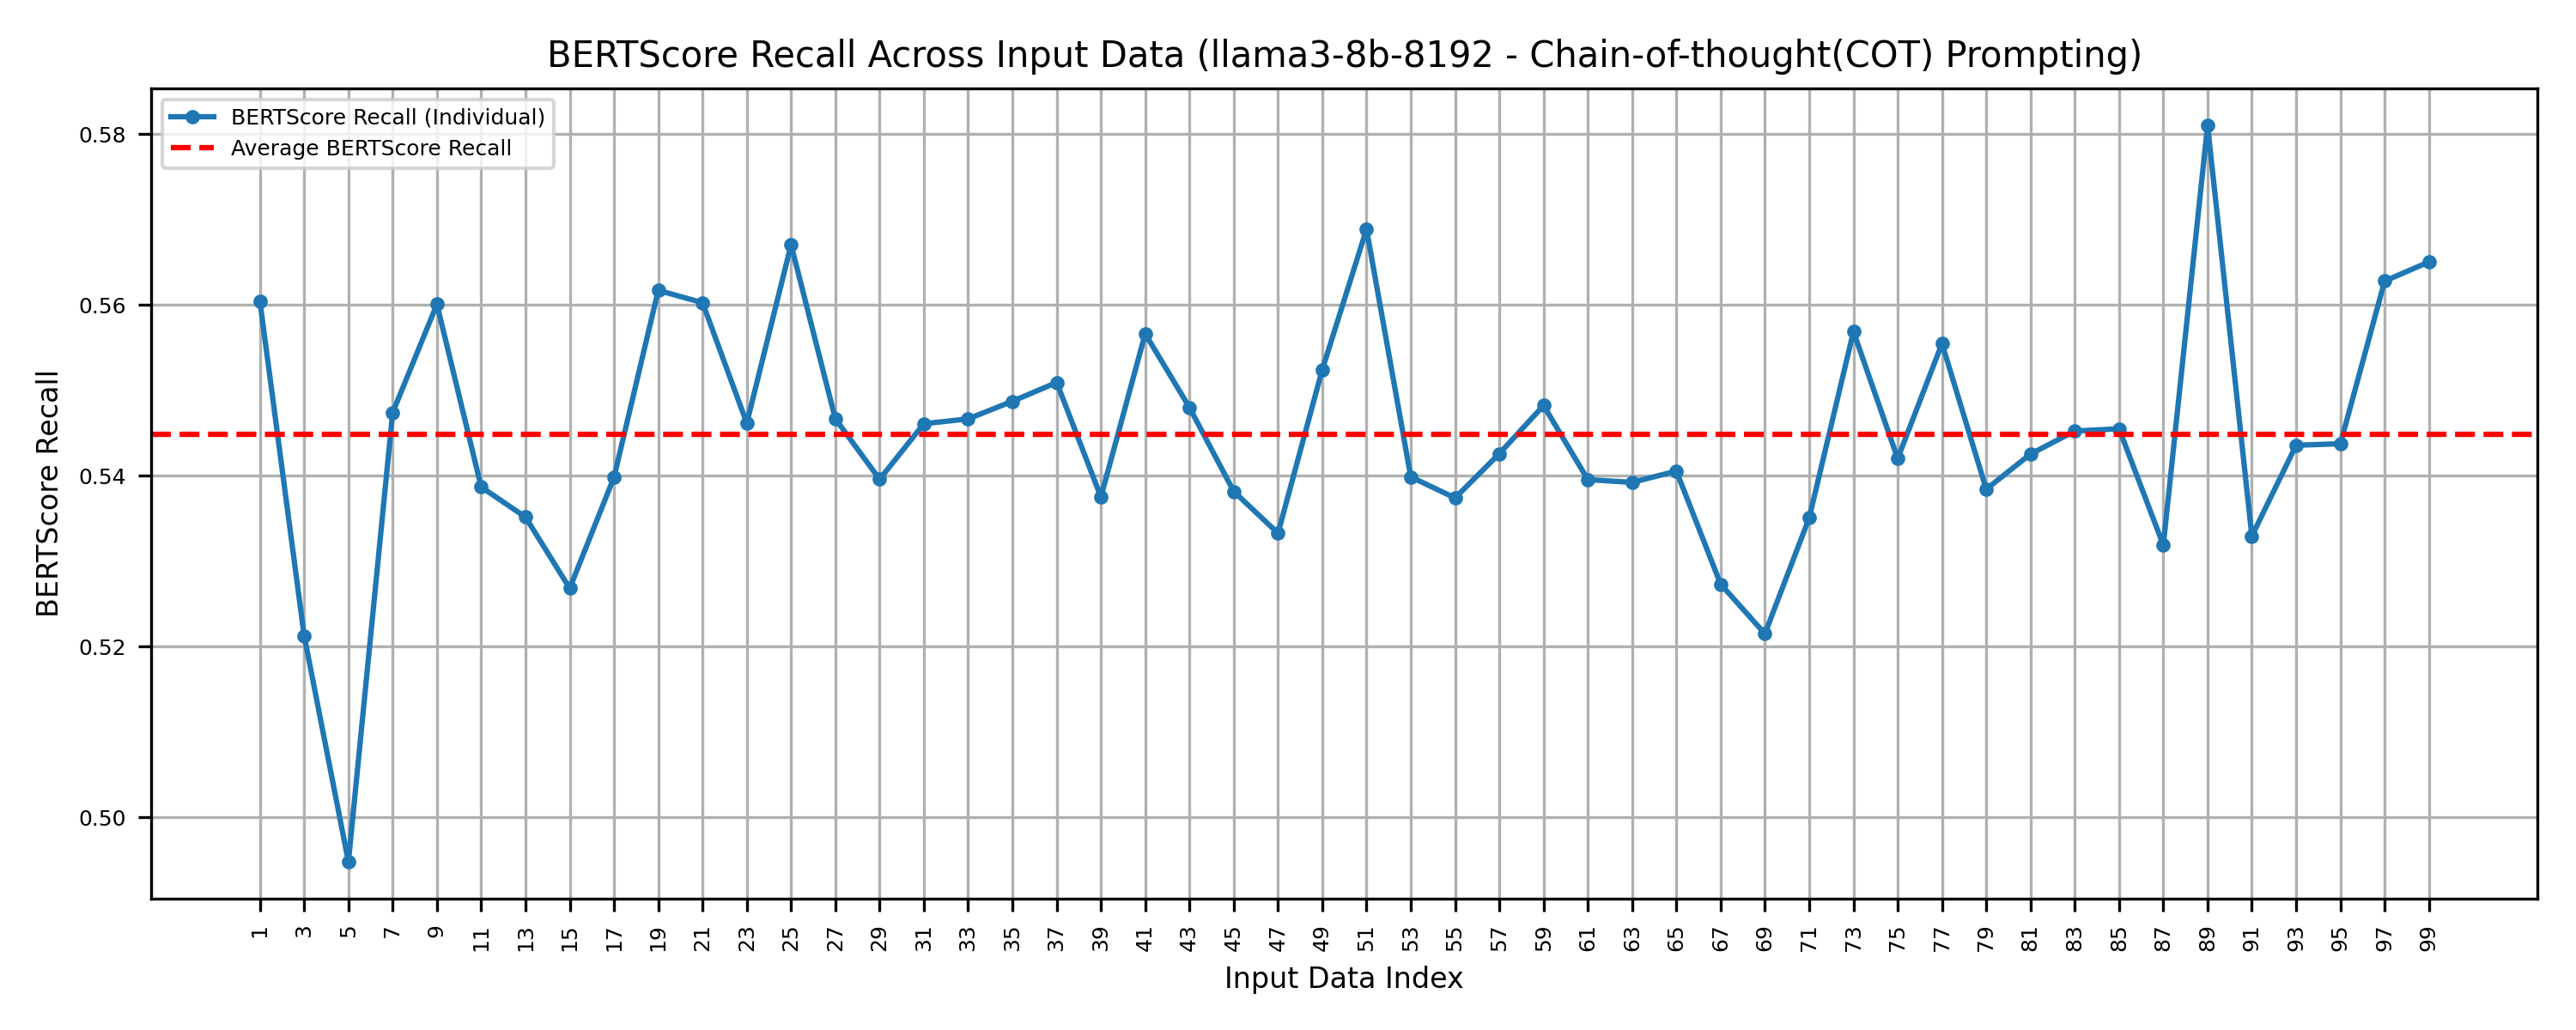 BERTScore Recall Across Input Data (llama3-8b-8192 - Chain-of-thought(COT) Prompting)
BERTScore Recall (Individual)
Average BERTScore Recall
BERTScore Recall
0.58
0.56
0.54
0.52
0.50
1 3 5 7 9 11 13 15 17 19 21 23 25 27 29 31 33 35 37 39 41 43 45 47 49 51 53 55 57 59 61 63 65 67 69 71 73 75 77 79 81 83 85 87 89 91 93 95 97 99
Input Data Index